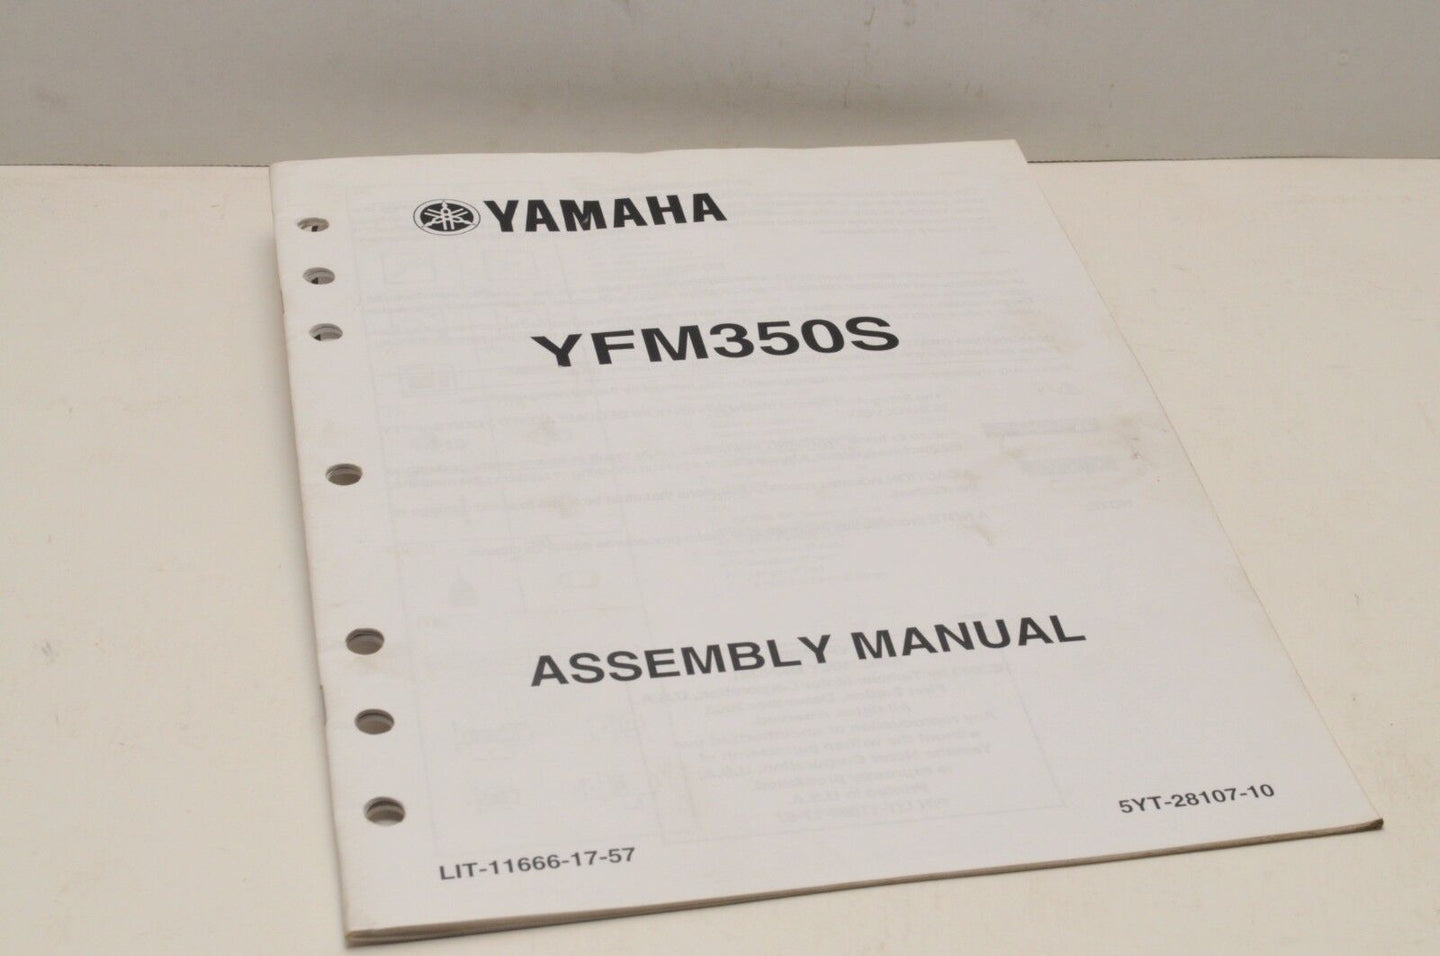 YAMAHA
YFM350S
ASSEMBLY MANUAL
LIT-11666-17-57
5YT-28107-10